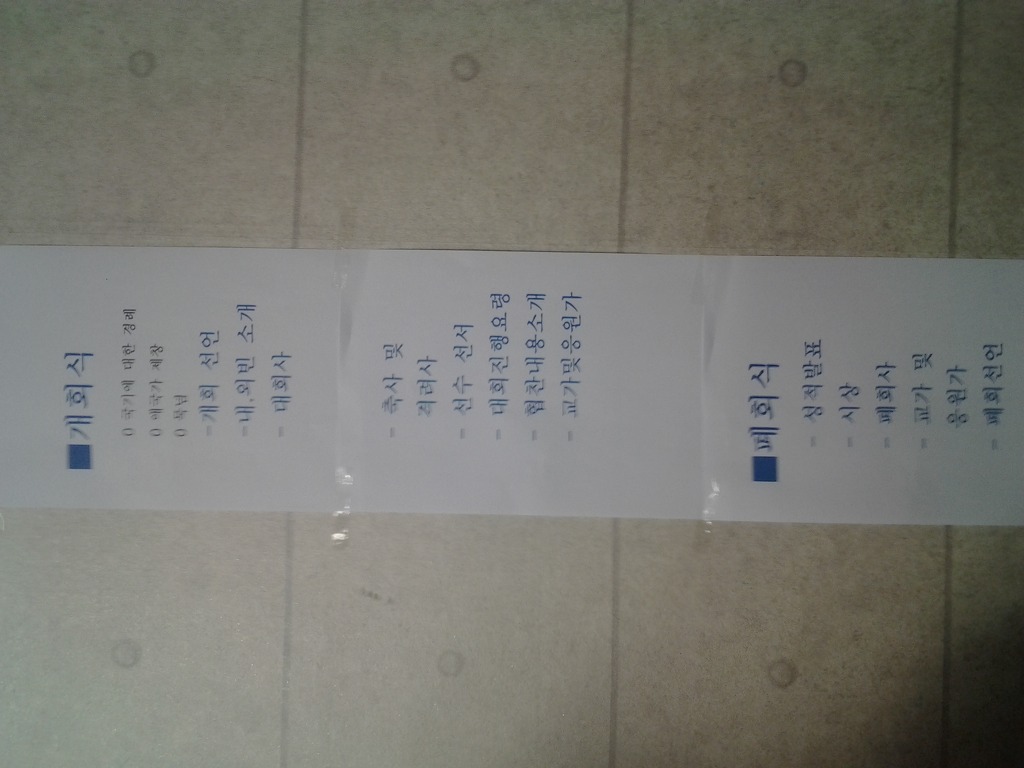 ■개회식
0 국기에 대한 경례
0 애국가 제창
0 묵념
-개회 선언
-내,외빈 소개
- 대회사
- 축사 및
격려사
- 선수 선서
- 대회진행요령
- 협찬내용소개
- 교가및응원가
■폐회식
- 성적발표
- 시상
- 폐회사
- 교가 및
응원가
- 폐회선언